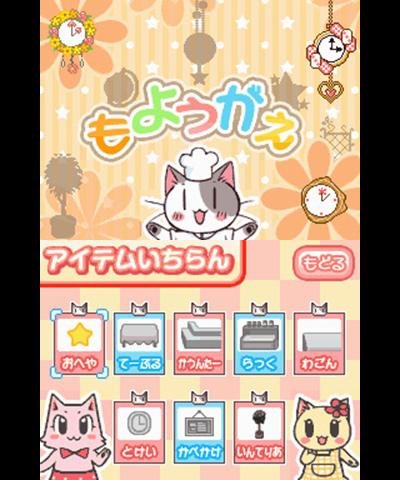 もようがえ
アイテムいちらん
もどる
おへや
てーぶる
かうんたー
らっく
わごん
とけい
かべかけ
いんてりあ